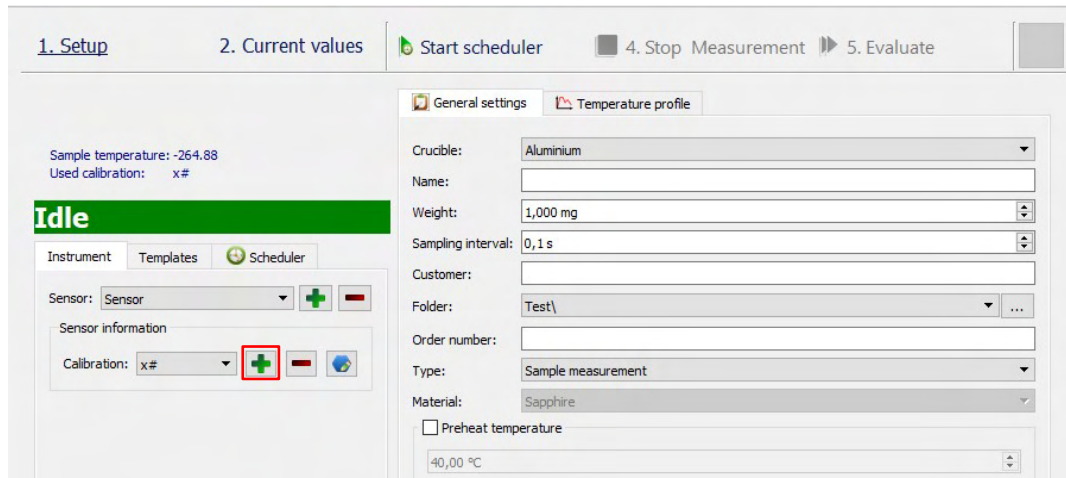 1. Setup
2. Current values
Start scheduler
4. Stop Measurement
5. Evaluate
Sample temperature: -264.88
Used calibration: x#
Idle
Instrument
Templates
Scheduler
Sensor: Sensor
Sensor information
Calibration: x#
General settings
Temperature profile
Crucible: Aluminium
Name:
Weight: 1,000 mg
Sampling interval: 0,1 s
Customer:
Folder: Test\ ...
Order number:
Type: Sample measurement
Material: Sapphire
Preheat temperature
40,00 °C